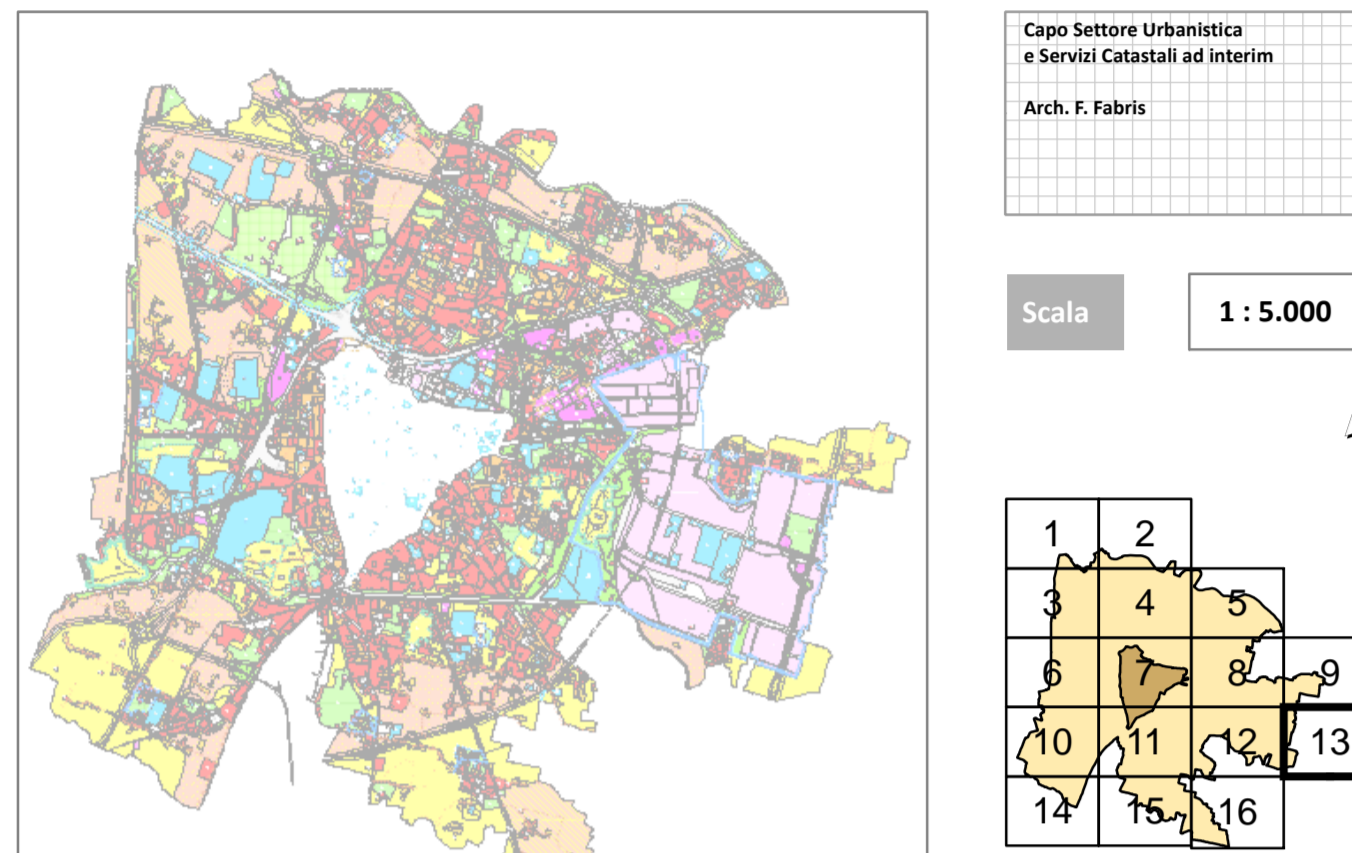 Capo Settore Urbanistica
e Servizi Catastali ad interim
Arch. F. Fabris
Scala
1 : 5.000
1 2
3 4 5
6 7 8 9
10 11 12 13
14 15 16